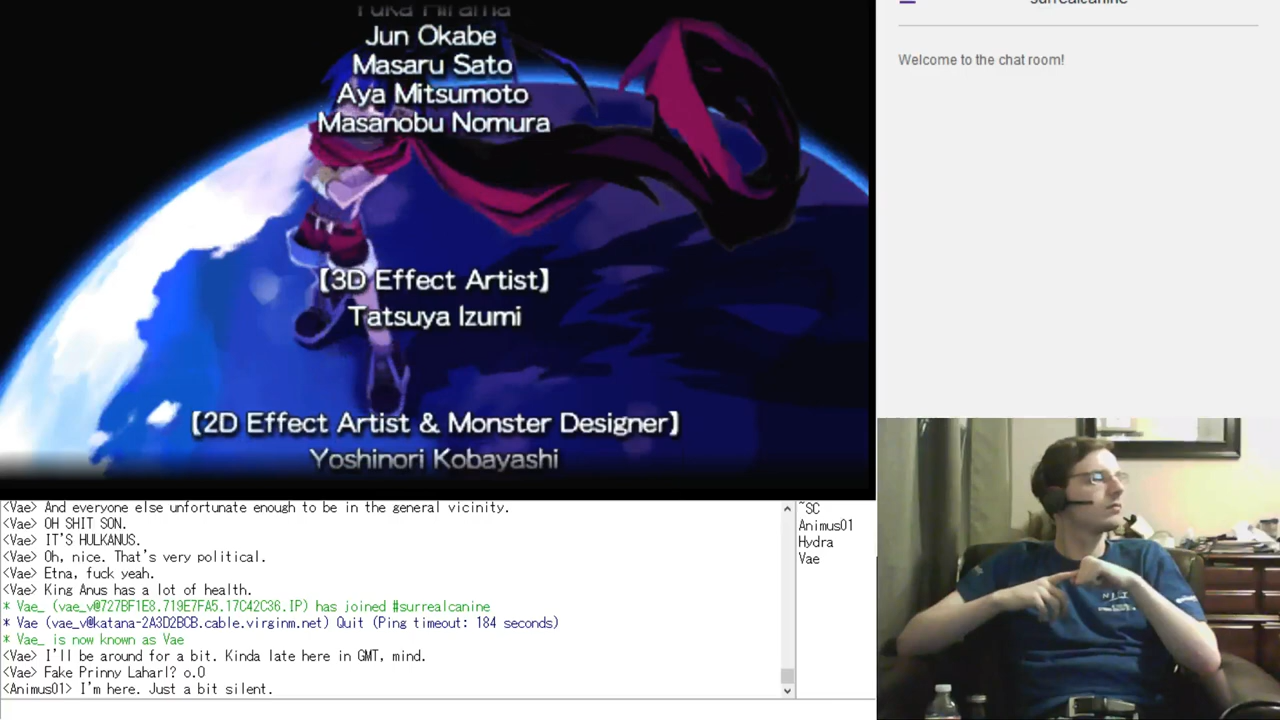 Yuka Hirama
Jun Okabe
Masaru Sato
Aya Mitsumoto
Masanobu Nomura
【3D Effect Artist】
Tatsuya Izumi
【2D Effect Artist & Monster Designer】
Yoshinori Kobayashi
surrealcanine
Welcome to the chat room!
<Vae> And everyone else unfortunate enough to be in the general vicinity.
<Vae> OH SHIT SON.
<Vae> IT'S HULKANUS.
<Vae> Oh, nice. That's very political.
<Vae> Etna, fuck yeah.
<Vae> King Anus has a lot of health.
* Vae_ (vae_v@727BF1E8.719E7FA5.17C42C36.IP) has joined #surrealcanine
* Vae (vae_v@katana-2A3D2BCB.cable.virginm.net) Quit (Ping timeout: 184 seconds)
* Vae_ is now known as Vae
<Vae> I'll be around for a bit. Kinda late here in GMT, mind.
<Vae> Fake Prinny Laharl? o.O
<Animus01> I'm here. Just a bit silent.
~SC
Animus01
Hydra
Vae